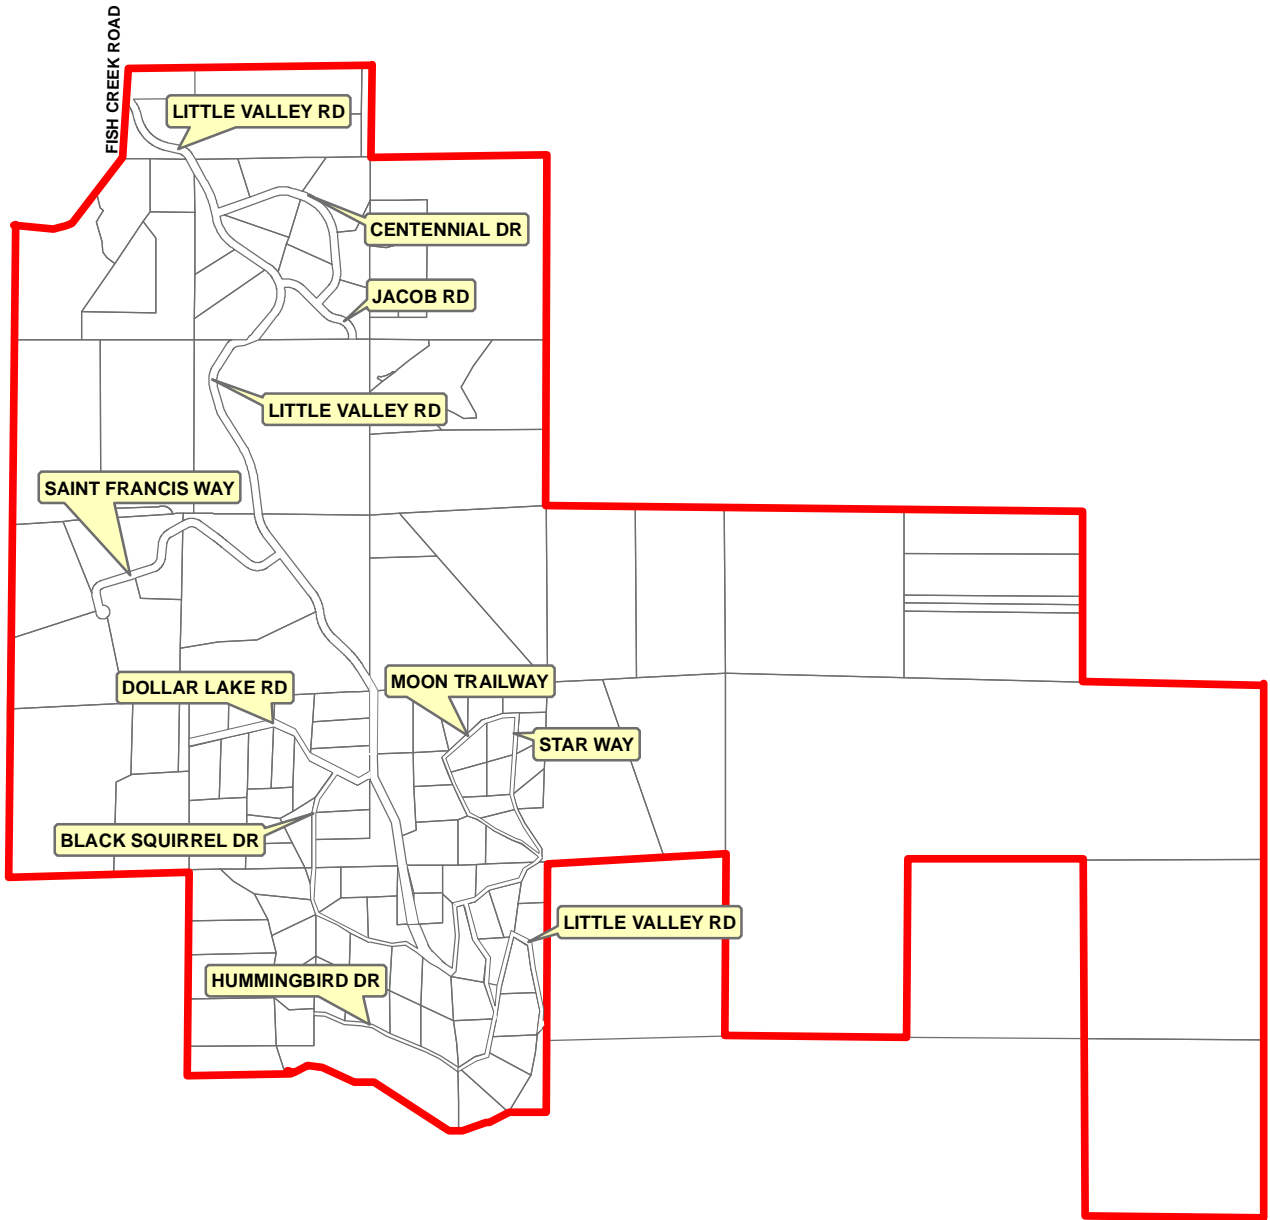 FISH CREEK ROAD
LITTLE VALLEY RD
CENTENNIAL DR
JACOB RD
LITTLE VALLEY RD
SAINT FRANCIS WAY
DOLLAR LAKE RD
MOON TRAILWAY
STAR WAY
BLACK SQUIRREL DR
LITTLE VALLEY RD
HUMMINGBIRD DR